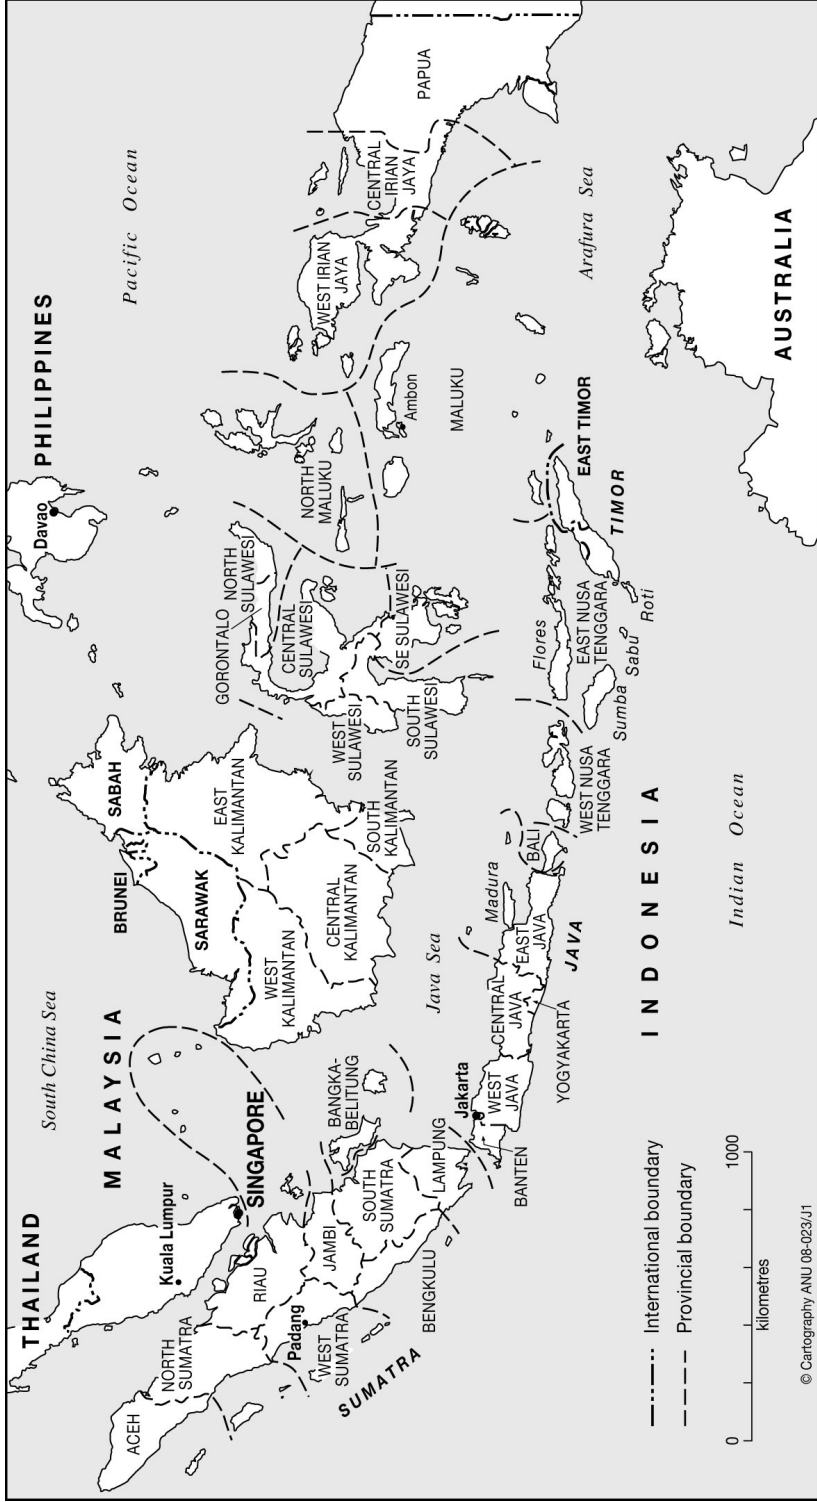 THAILAND
MALAYSIA
South China Sea
PHILIPPINES
Pacific Ocean
Davao
Kuala Lumpur
SINGAPORE
BRUNEI
SABAH
SARAWAK
ACEH
NORTH
SUMATRA
RIAU
Padang
WEST
SUMATRA
SUMATRA
JAMBI
SOUTH
SUMATRA
BENGKULU
LAMPUNG
BANGKA-
BELITUNG
WEST
KALIMANTAN
CENTRAL
KALIMANTAN
EAST
KALIMANTAN
SOUTH
KALIMANTAN
GORONTALO
NORTH
SULAWESI
CENTRAL
SULAWESI
WEST
SULAWESI
SOUTH
SULAWESI
SE SULAWESI
NORTH
MALUKU
Ambon
MALUKU
WEST IRIAN
JAYA
CENTRAL
IRIAN
JAYA
PAPUA
Java Sea
Jakarta
BANTEN
WEST
JAVA
CENTRAL
JAVA
YOGYAKARTA
EAST
JAVA
Madura
JAVA
BALI
WEST NUSA
TENGGARA
Flores
EAST NUSA
TENGGARA
Sumba
Sabu
Roti
TIMOR
EAST TIMOR
Arafura Sea
AUSTRALIA
INDONESIA
Indian Ocean
International boundary
Provincial boundary
0
1000
kilometres
© Cartography ANU 08-023/J1